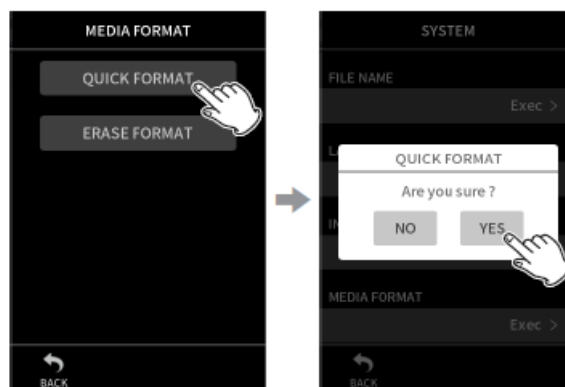 MEDIA FORMAT
QUICK FORMAT
ERASE FORMAT
BACK
SYSTEM
FILE NAME
Exec >
QUICK FORMAT
Are you sure ?
NO YES
MEDIA FORMAT
Exec >
BACK